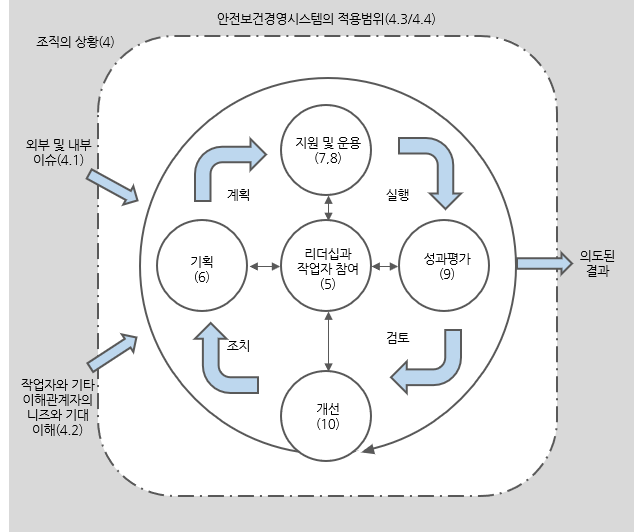 안전보건경영시스템의 적용범위(4.3/4.4)
조직의 상황(4)
외부 및 내부
이슈(4.1)
지원 및 운용
(7,8)
계획
실행
기획
(6)
리더십과
작업자 참여
(5)
성과평가
(9)
의도된
결과
조치
검토
작업자와 기타
이해관계자의
니즈와 기대
이해(4.2)
개선
(10)